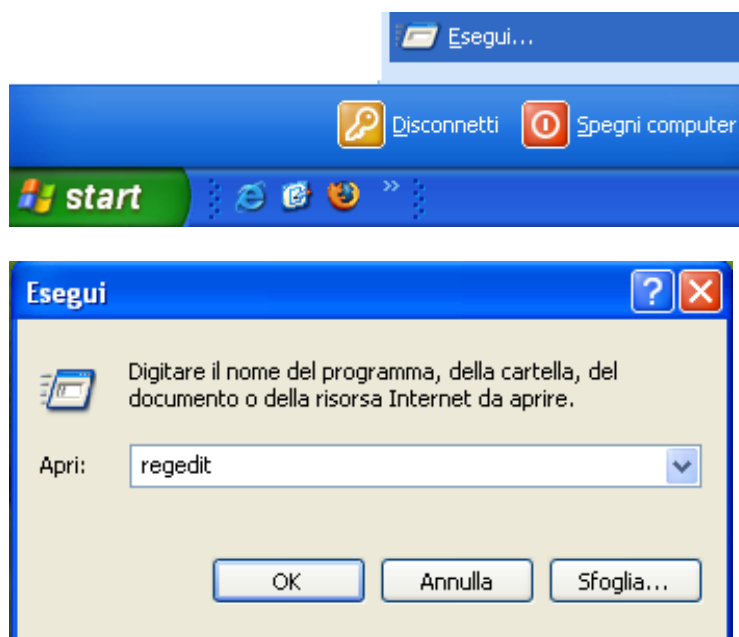 Esegui...
Disconnetti Spegni computer
start »
Esegui
Digitare il nome del programma, della cartella, del
documento o della risorsa Internet da aprire.
Apri: regedit
OK Annulla Sfoglia...